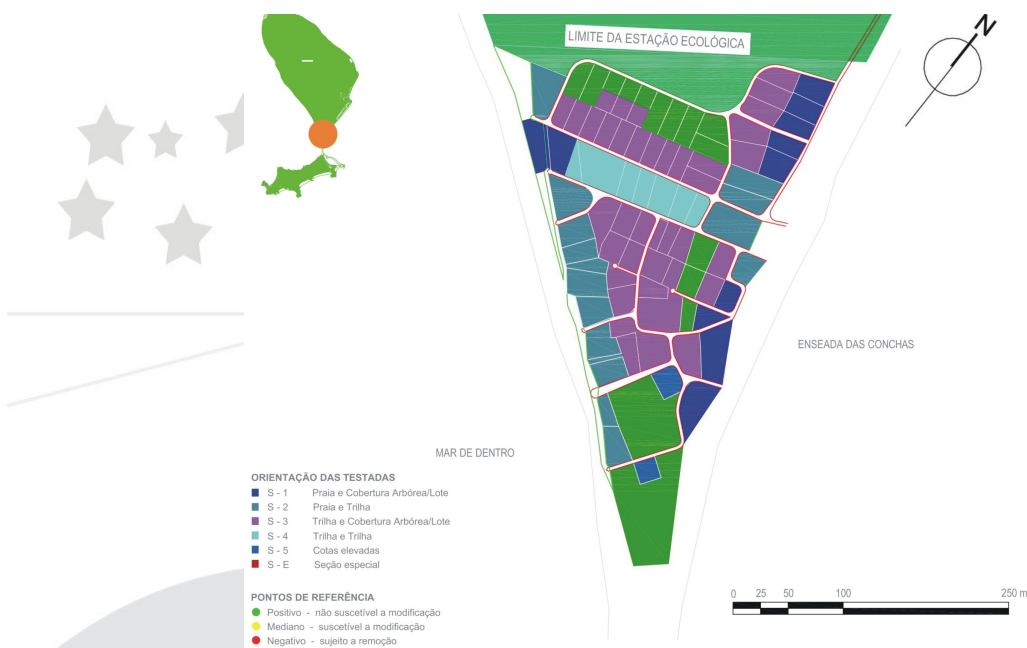 LIMITE DA ESTAÇÃO ECOLÓGICA
N
ENSEADA DAS CONCHAS
MAR DE DENTRO
ORIENTAÇÃO DAS TESTADAS
S - 1 Praia e Cobertura Arbórea/Lote
S - 2 Praia e Trilha
S - 3 Trilha e Cobertura Arbórea/Lote
S - 4 Trilha e Trilha
S - 5 Cotas elevadas
S - E Seção especial
PONTOS DE REFERÊNCIA
Positivo - não suscetível a modificação
Mediano - suscetível a modificação
Negativo - sujeito a remoção
0 25 50 100 250 m